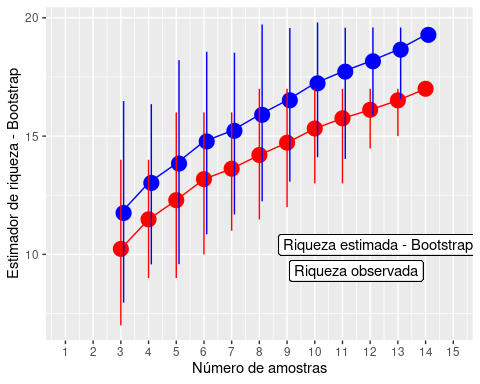 Estimador de riqueza - Bootstrap
20
15
10
Riqueza estimada - Bootstrap
Riqueza observada
1 2 3 4 5 6 7 8 9 10 11 12 13 14 15
Número de amostras